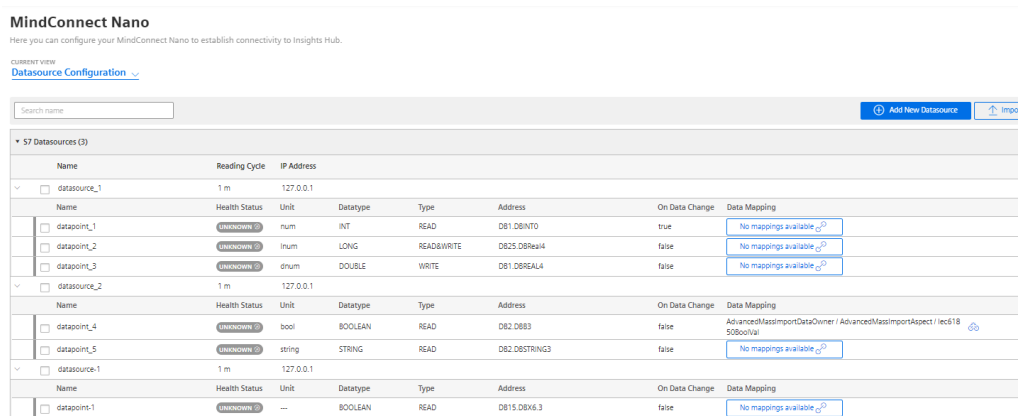 MindConnect Nano
Here you can configure your MindConnect Nano to establish connectivity to Insights Hub.
CURRENT VIEW
Datasource Configuration
Search name
Add New Datasource
Impo
57 Datasources (3)
Name Reading Cycle IP Address
datasource_1 1 m 127.0.0.1
Name Health Status Unit Datatype Type Address On Data Change Data Mapping
datapoint_1 UNKNOWN num INT READ DB1.DBINT0 true No mappings available
datapoint_2 UNKNOWN lnum LONG READ&WRITE DB25.DBReal4 false No mappings available
datapoint_3 UNKNOWN dnum DOUBLE WRITE DB1.DBREAL4 false No mappings available
datasource_2 1 m 127.0.0.1
Name Health Status Unit Datatype Type Address On Data Change Data Mapping
datapoint_4 UNKNOWN bool BOOLEAN READ DB2.DBB3 false AdvancedMassImportDataOwner / AdvancedMassImportAspect / Iec618
50BoolVal
datapoint_5 UNKNOWN string STRING READ DB2.DBSTRING3 false No mappings available
datasource-1 1 m 127.0.0.1
Name Health Status Unit Datatype Type Address On Data Change Data Mapping
datapoint-1 UNKNOWN --- BOOLEAN READ DB15.DBX6.3 false No mappings available